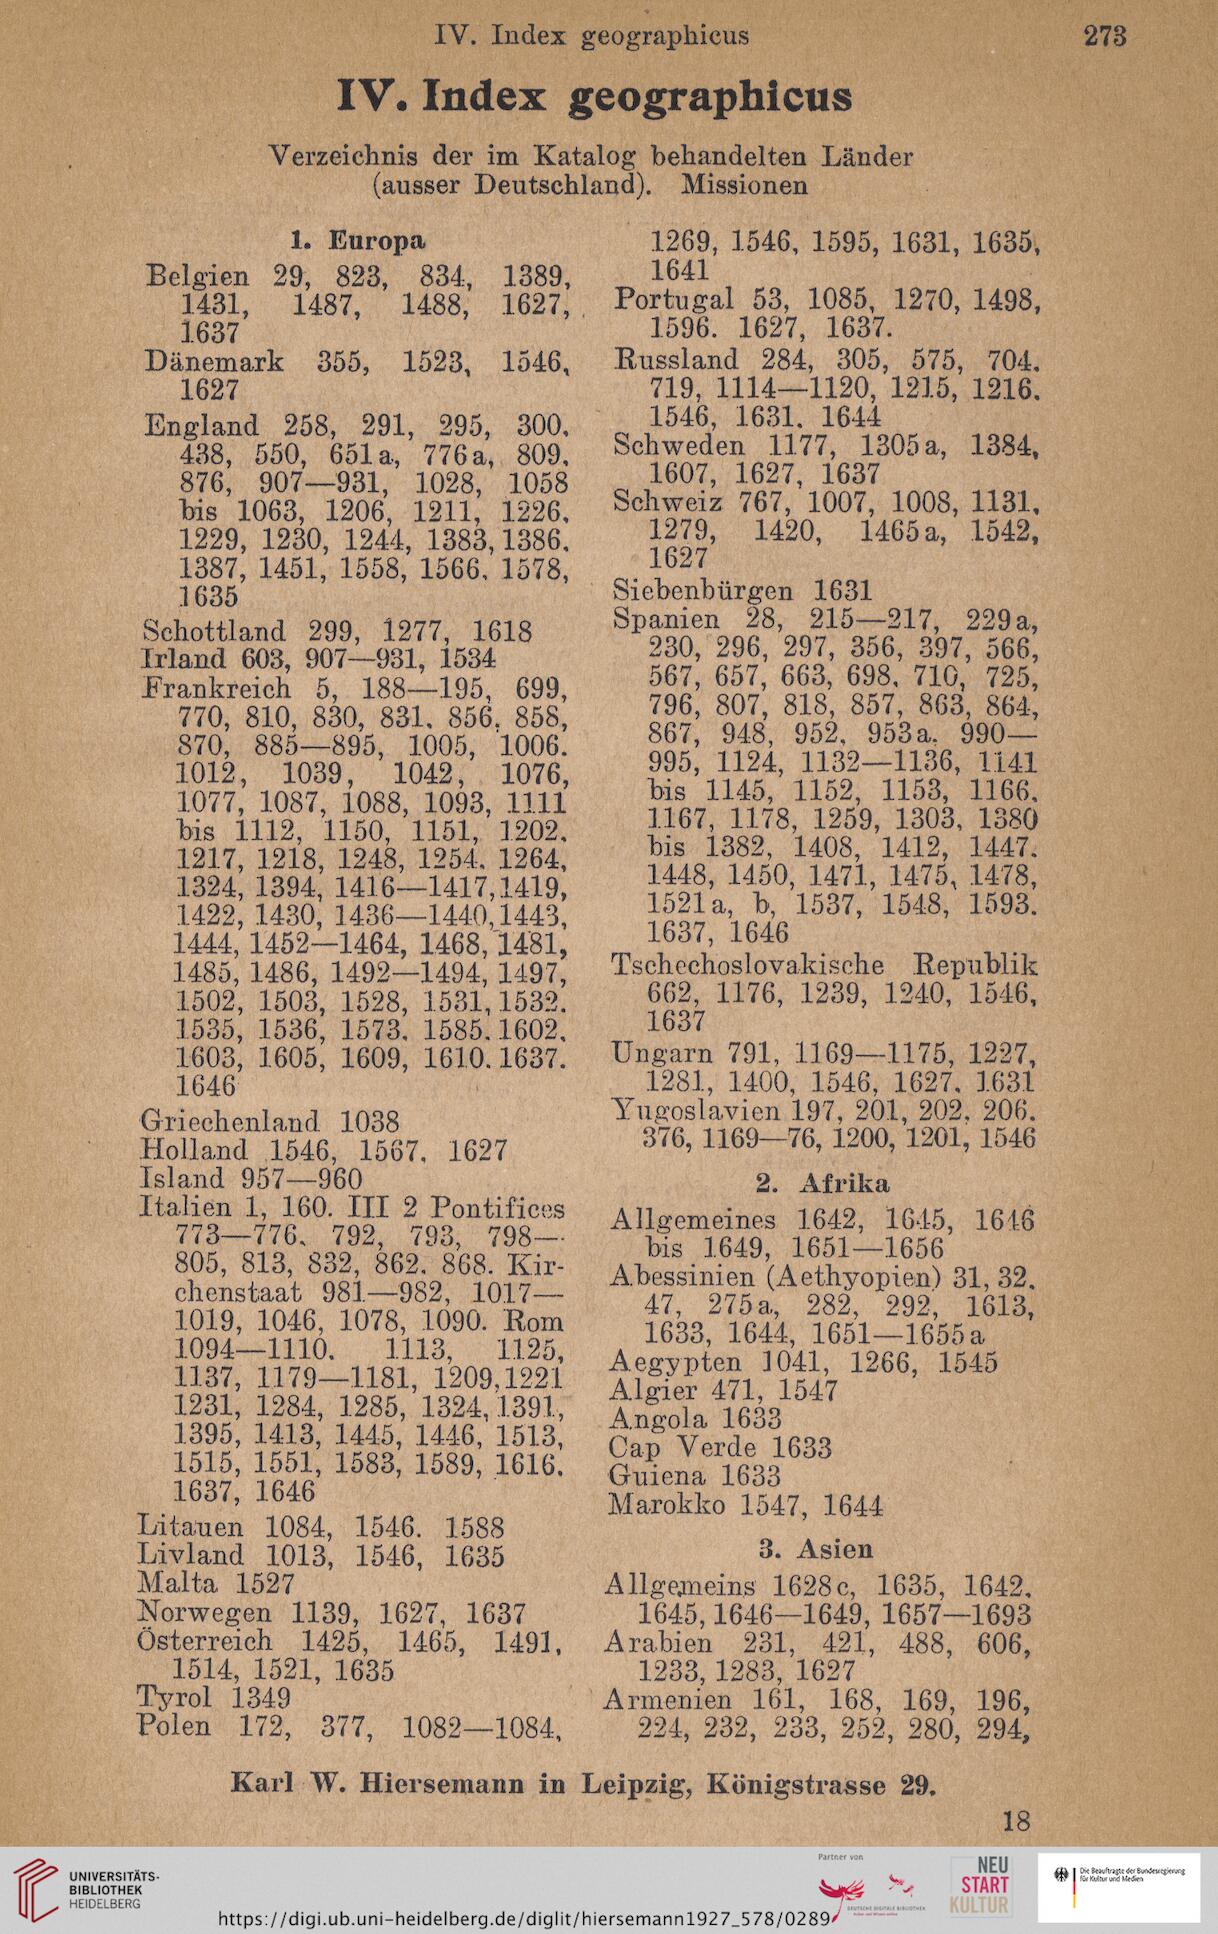 IV. Index geographicus
273
IV. Index geographicus
Verzeichnis der im Katalog behandelten Länder
(ausser Deutschland). Missionen
1. Europa
Belgien 29, 823, 834, 1389,
1431, 1487, 1488, 1627,
1637
Dänemark 355, 1523, 1546,
1627
England 258, 291, 295, 300,
438, 550, 651a, 776a, 809,
876, 907—931, 1028, 1058
bis 1063, 1206, 1211, 1226,
1229, 1230, 1244, 1383, 1386,
1387, 1451, 1558, 1566, 1578,
1635
Schottland 299, 1277, 1618
Irland 603, 907—931, 1534
Frankreich 5, 188—195, 699,
770, 810, 830, 831, 856, 858,
870, 885—895, 1005, 1006.
1012, 1039, 1042, 1076,
1077, 1087, 1088, 1093, 1111
bis 1112, 1150, 1151, 1202.
1217, 1218, 1248, 1254. 1264,
1324, 1394, 1416—1417, 1419,
1422, 1430, 1436—1440, 1443,
1444, 1452—1464, 1468, 1481,
1485, 1486, 1492—1494, 1497,
1502, 1503, 1528, 1531, 1532.
1535, 1536, 1573, 1585. 1602,
1603, 1605, 1609, 1610. 1637.
1646
Griechenland 1038
Holland 1546, 1567. 1627
Island 957—960
Italien 1, 160. III 2 Pontifices
773—776. 792, 793, 798—
805, 813, 832, 862. 868. Kir-
chenstaat 981—982, 1017—
1019, 1046, 1078, 1090. Rom
1094—1110. 1113, 1125,
1137, 1179—1181, 1209, 1221
1231, 1284, 1285, 1324, 1391,
1395, 1413, 1445, 1446, 1513,
1515, 1551, 1583, 1589, 1616.
1637, 1646
Litauen 1084, 1546. 1588
Livland 1013, 1546, 1635
Malta 1527
Norwegen 1139, 1627, 1637
Österreich 1425, 1465, 1491,
1514, 1521, 1635
Tyrol 1349
Polen 172, 377, 1082—1084,
1269, 1546, 1595, 1631, 1635,
1641
Portugal 53, 1085, 1270, 1498,
1596. 1627, 1637.
Russland 284, 305, 575, 704.
719, 1114—1120, 1215, 1216.
1546, 1631. 1644
Schweden 1177, 1305a, 1384,
1607, 1627, 1637
Schweiz 767, 1007, 1008, 1131,
1279, 1420, 1465a, 1542,
1627
Siebenbürgen 1631
Spanien 28, 215—217, 229a,
230, 296, 297, 356, 397, 566,
567, 657, 663, 698, 710, 725,
796, 807, 818, 857, 863, 864,
867, 948, 952, 953a. 990—
995, 1124, 1132—1136, 1141
bis 1145, 1152, 1153, 1166,
1167, 1178, 1259, 1303, 1380
bis 1382, 1408, 1412, 1447.
1448, 1450, 1471, 1475, 1478,
1521a, b, 1537, 1548, 1593.
1637, 1646
Tschechoslovakische Republik
662, 1176, 1239, 1240, 1546,
1637
Ungarn 791, 1169—1175, 1227,
1281, 1400, 1546, 1627. 1631
Yugoslavien 197, 201, 202, 206.
376, 1169—76, 1200, 1201, 1546
2. Afrika
Allgemeines 1642, 1645, 1646
bis 1649, 1651—1656
Abessinien (Aethyopien) 31, 32.
47, 275a, 282, 292, 1613,
1633, 1644, 1651—1655a
Aegypten 1041, 1266, 1545
Algier 471, 1547
Angola 1633
Cap Verde 1633
Guiena 1633
Marokko 1547, 1644
3. Asien
Allgemeins 1628c, 1635, 1642.
1645, 1646—1649, 1657—1693
Arabien 231, 421, 488, 606,
1233, 1283, 1627
Armenien 161, 168, 169, 196,
224, 232, 233, 252, 280, 294,
Karl W. Hiersemann in Leipzig, Königstrasse 29.
18
UNIVERSITÄTS-
BIBLIOTHEK
HEIDELBERG
https://digi.ub.uni-heidelberg.de/diglit/hiersemann1927_578/0289
Partner von
DEUTSCHE DIGITALE BIBLIOTHEK
NEU
START
KULTUR
Die Beauftragte der Bundesregierung
für Kultur und Medien